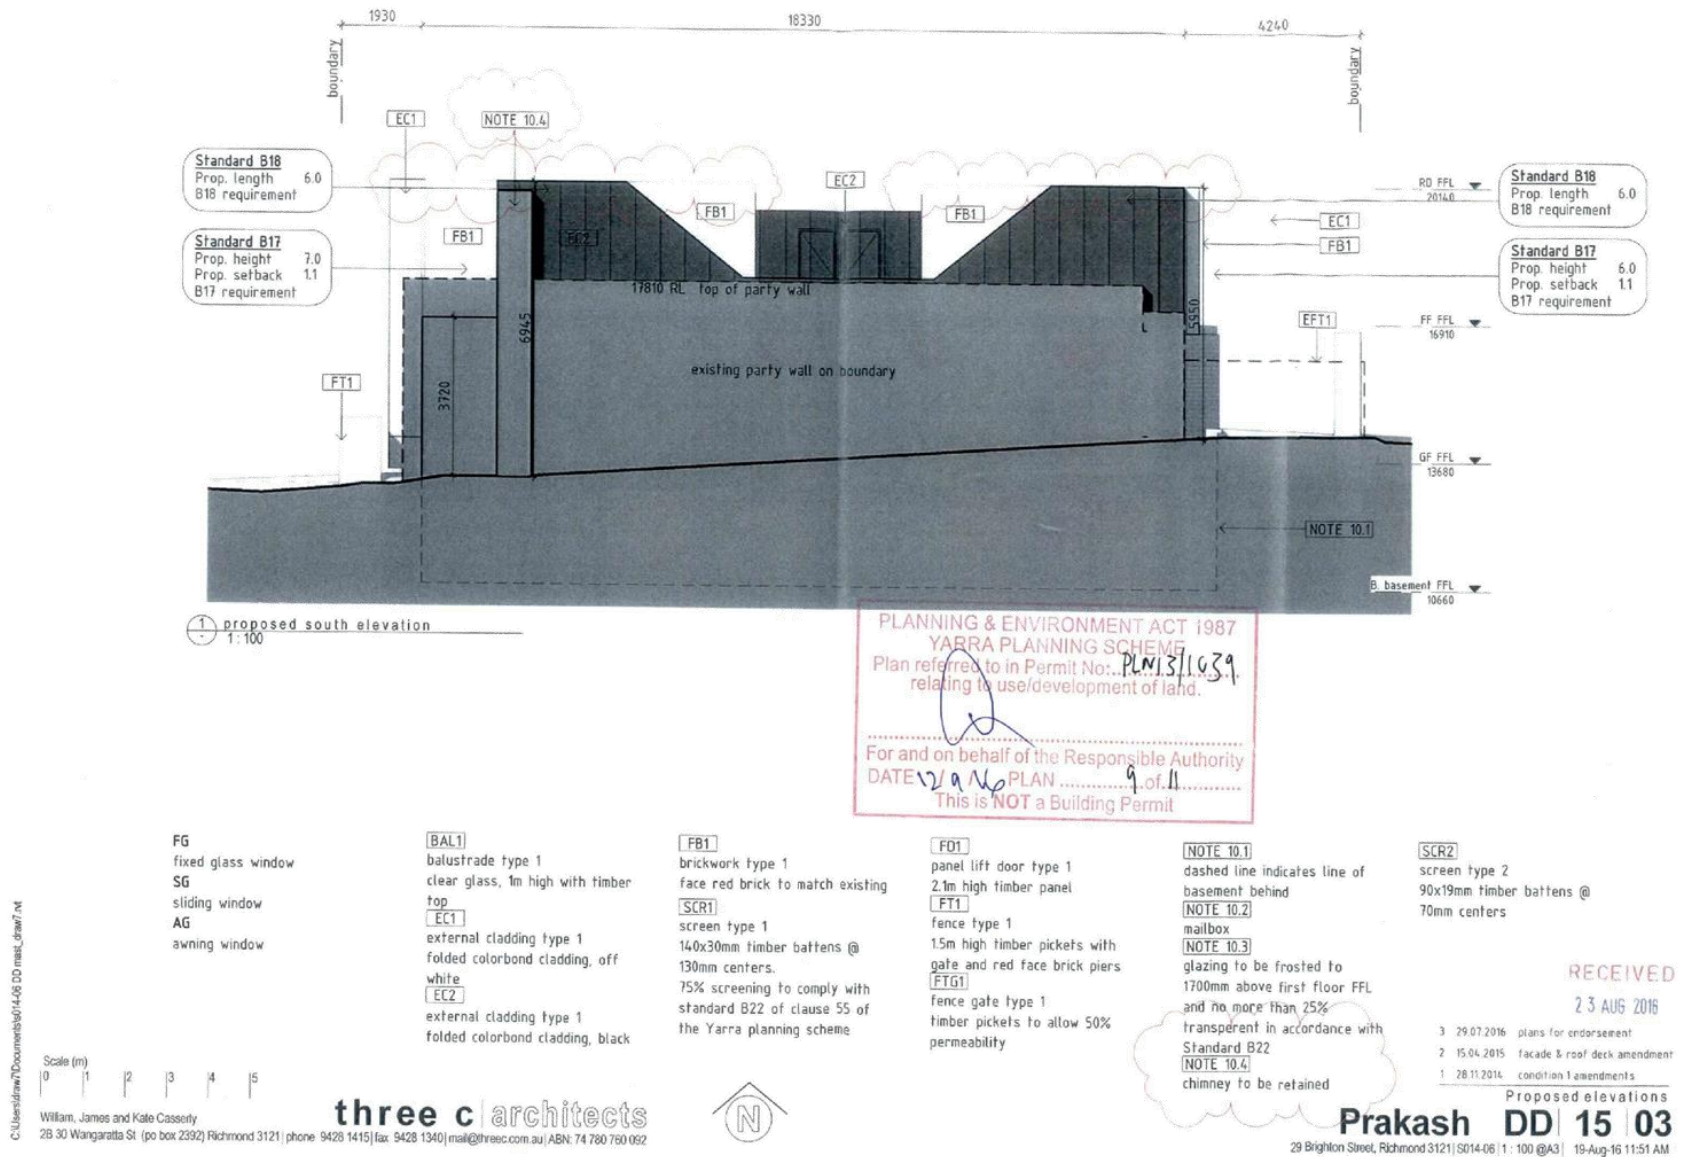 1930
18330
4240
boundary
boundary
EC1
NOTE 10.4
Standard B18
Prop. length 6.0
B18 requirement
Standard B17
Prop. height 7.0
Prop. setback 1.1
B17 requirement
FB1
EC2
FB1
EC2
FB1
Standard B18
Prop. length 6.0
B18 requirement
EC1
FB1
Standard B17
Prop. height 6.0
Prop. setback 1.1
B17 requirement
RD FFL
20140
FF FFL
16910
GF FFL
13680
B. basement FFL
10660
17810 RL top of party wall
6945
5950
3720
existing party wall on boundary
FT1
EFT1
NOTE 10.1
1 proposed south elevation
- 1 : 100
PLANNING & ENVIRONMENT ACT 1987
YARRA PLANNING SCHEME
Plan referred to in Permit No: PLN13/1039
relating to use/development of land.
For and on behalf of the Responsible Authority
DATE 12/9/16 PLAN 9 of 11
This is NOT a Building Permit
FG
fixed glass window
SG
sliding window
AG
awning window
BAL1
balustrade type 1
clear glass, 1m high with timber
top
EC1
external cladding type 1
folded colorbond cladding, off
white
EC2
external cladding type 1
folded colorbond cladding, black
FB1
brickwork type 1
face red brick to match existing
SCR1
screen type 1
140x30mm timber battens @
130mm centers.
75% screening to comply with
standard B22 of clause 55 of
the Yarra planning scheme
FD1
panel lift door type 1
2.1m high timber panel
FT1
fence type 1
1.5m high timber pickets with
gate and red face brick piers
FTG1
fence gate type 1
timber pickets to allow 50%
permeability
NOTE 10.1
dashed line indicates line of
basement behind
NOTE 10.2
mailbox
NOTE 10.3
glazing to be frosted to
1700mm above first floor FFL
and no more than 25%
transperent in accordance with
Standard B22
NOTE 10.4
chimney to be retained
SCR2
screen type 2
90x19mm timber battens @
70mm centers
RECEIVED
23 AUG 2016
3 29.07.2016 plans for endorsement
2 15.04.2015 facade & roof deck amendment
1 28.11.2014 condition 1 amendments
Proposed elevations
Prakash DD 15 03
29 Brighton Street, Richmond 3121 | S014-06 | 1 : 100 @A3 | 19-Aug-16 11:51 AM
C:\Users\draw7\Documents\s014-06 DD mast_draw7.rvt
Scale (m)
0 1 2 3 4 5
William, James and Kate Casserly
three c architects
2B 30 Wangaratta St (po box 2392) Richmond 3121 | phone 9428 1415 | fax 9428 1340 | mail@threec.com.au | ABN: 74 780 760 092
N